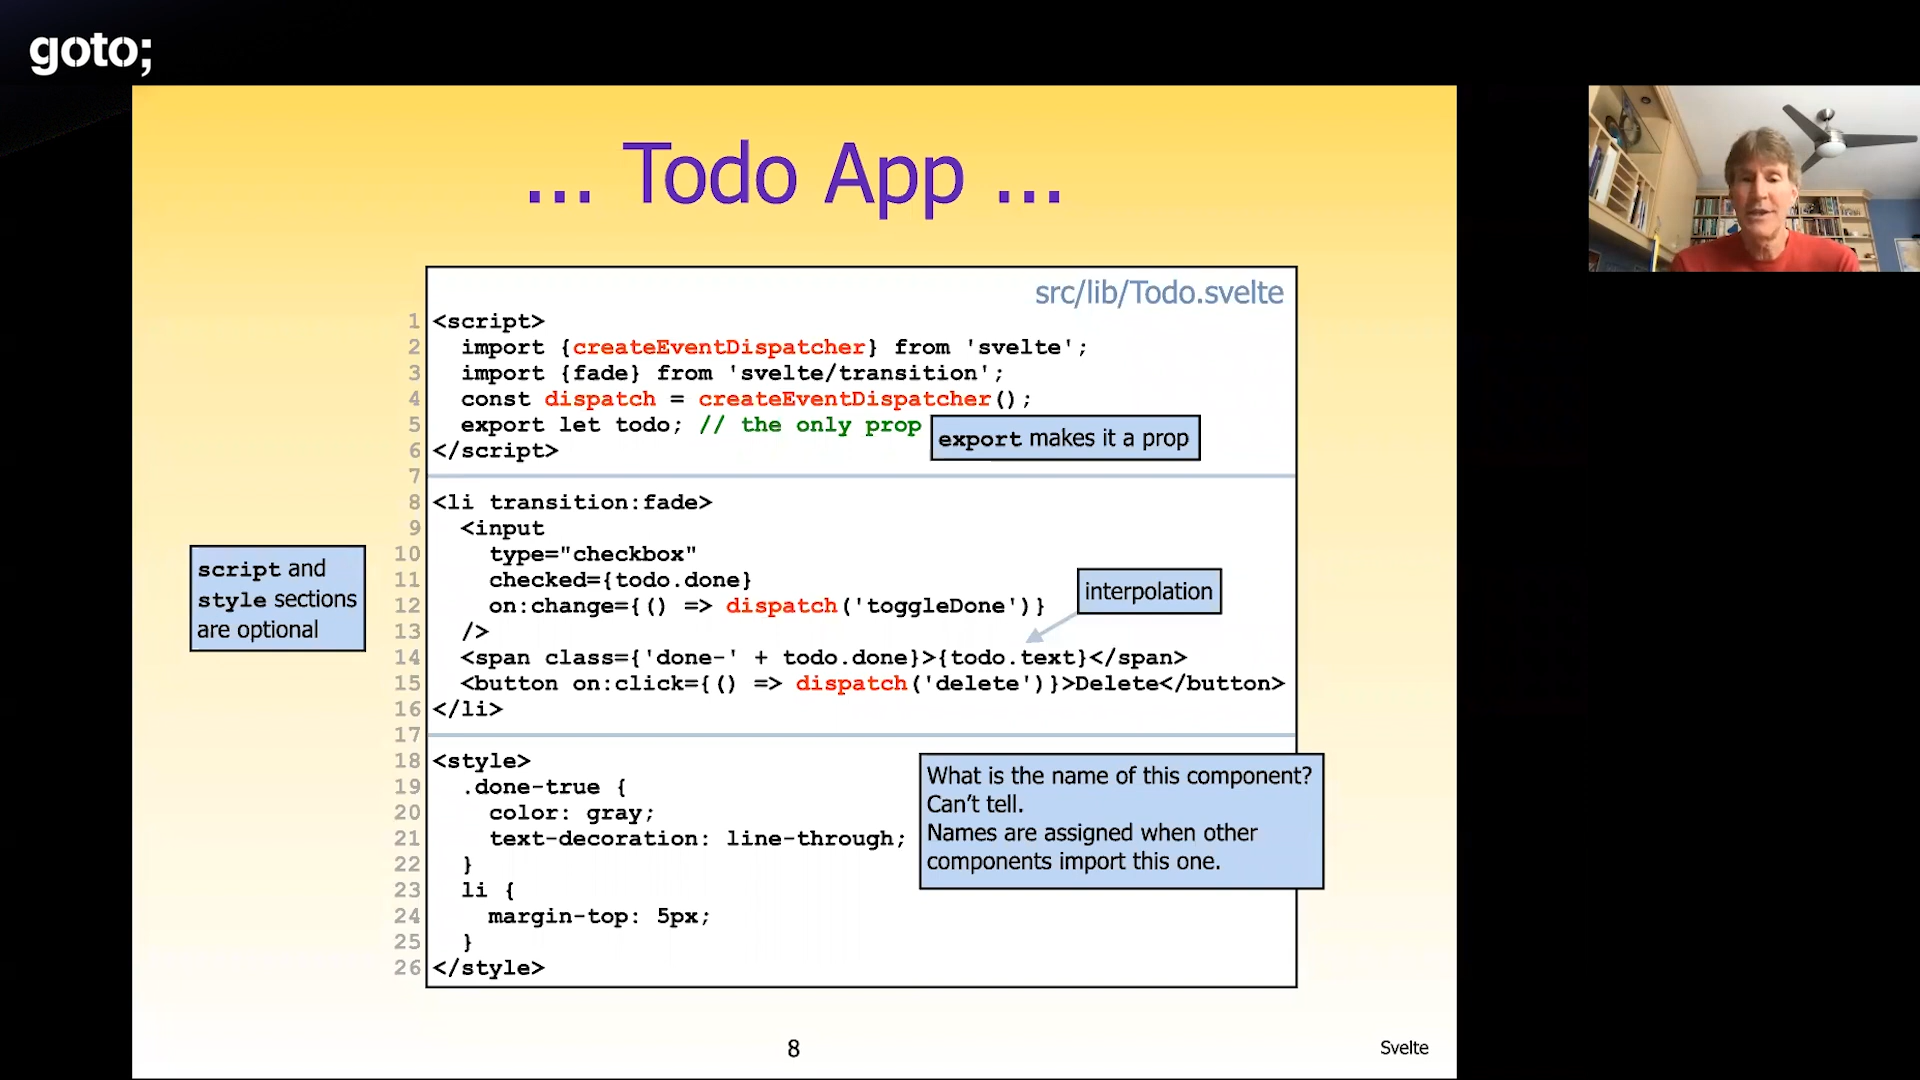 goto;
... Todo App ...
src/lib/Todo.svelte
1 <script>
2   import {createEventDispatcher} from 'svelte';
3   import {fade} from 'svelte/transition';
4   const dispatch = createEventDispatcher();
5   export let todo; // the only prop
6 </script>
export makes it a prop
7
8 <li transition:fade>
9   <input
10     type="checkbox"
11     checked={todo.done}
12     on:change={() => dispatch('toggleDone')}
13   />
14   <span class={'done-' + todo.done}>{todo.text}</span>
15   <button on:click={() => dispatch('delete')}>Delete</button>
16 </li>
interpolation
script and
style sections
are optional
17
18 <style>
19   .done-true {
20     color: gray;
21     text-decoration: line-through;
22   }
23   li {
24     margin-top: 5px;
25   }
26 </style>
What is the name of this component?
Can't tell.
Names are assigned when other
components import this one.
8
Svelte